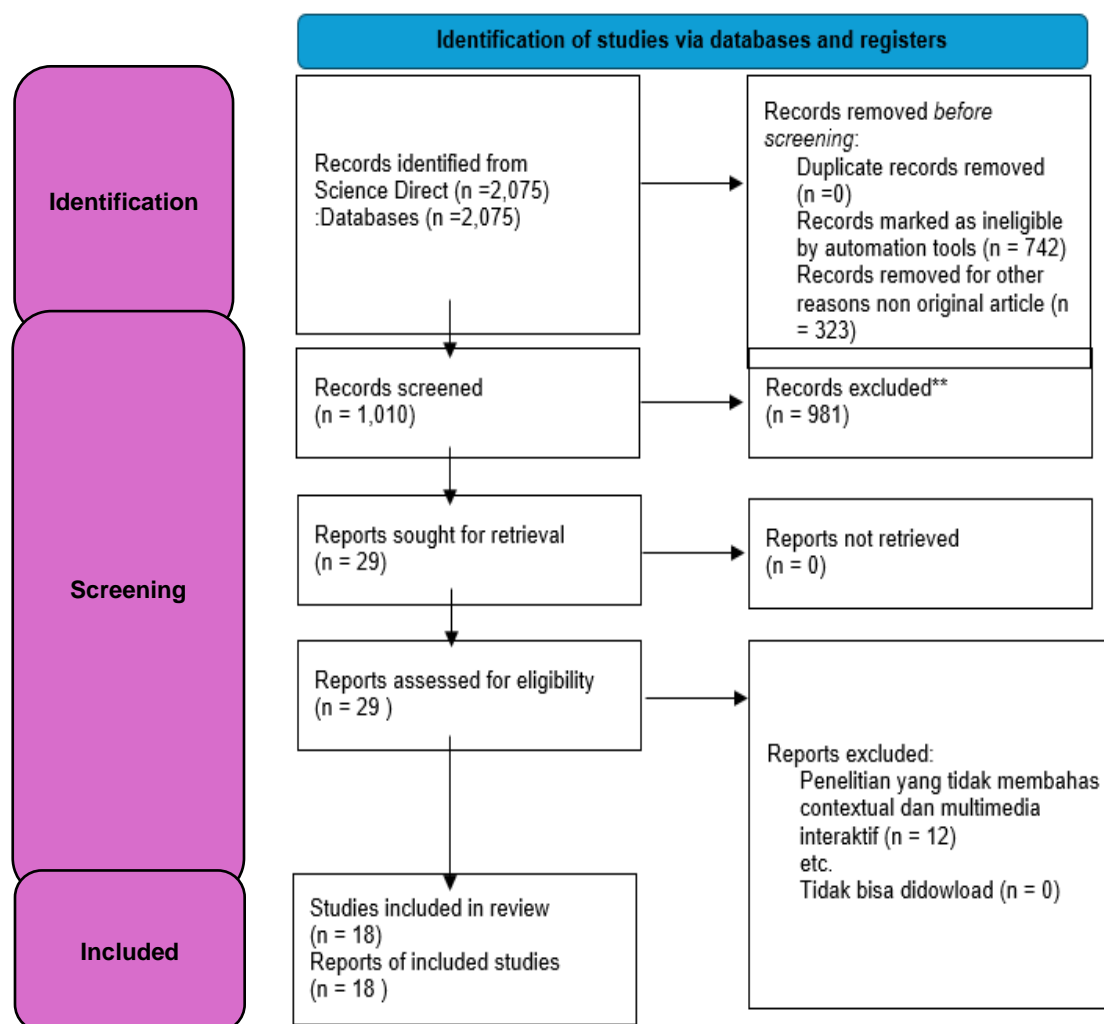 Identification of studies via databases and registers
Identification
Records identified from
Science Direct (n =2,075)
:Databases (n =2,075)
Records removed before
screening:
Duplicate records removed
(n =0)
Records marked as ineligible
by automation tools (n = 742)
Records removed for other
reasons non original article (n
= 323)
Screening
Records screened
(n = 1,010)
Records excluded**
(n = 981)
Reports sought for retrieval
(n = 29)
Reports not retrieved
(n = 0)
Reports assessed for eligibility
(n = 29 )
Reports excluded:
Penelitian yang tidak membahas
contextual dan multimedia
interaktif (n = 12)
etc.
Tidak bisa didowload (n = 0)
Included
Studies included in review
(n = 18)
Reports of included studies
(n = 18 )